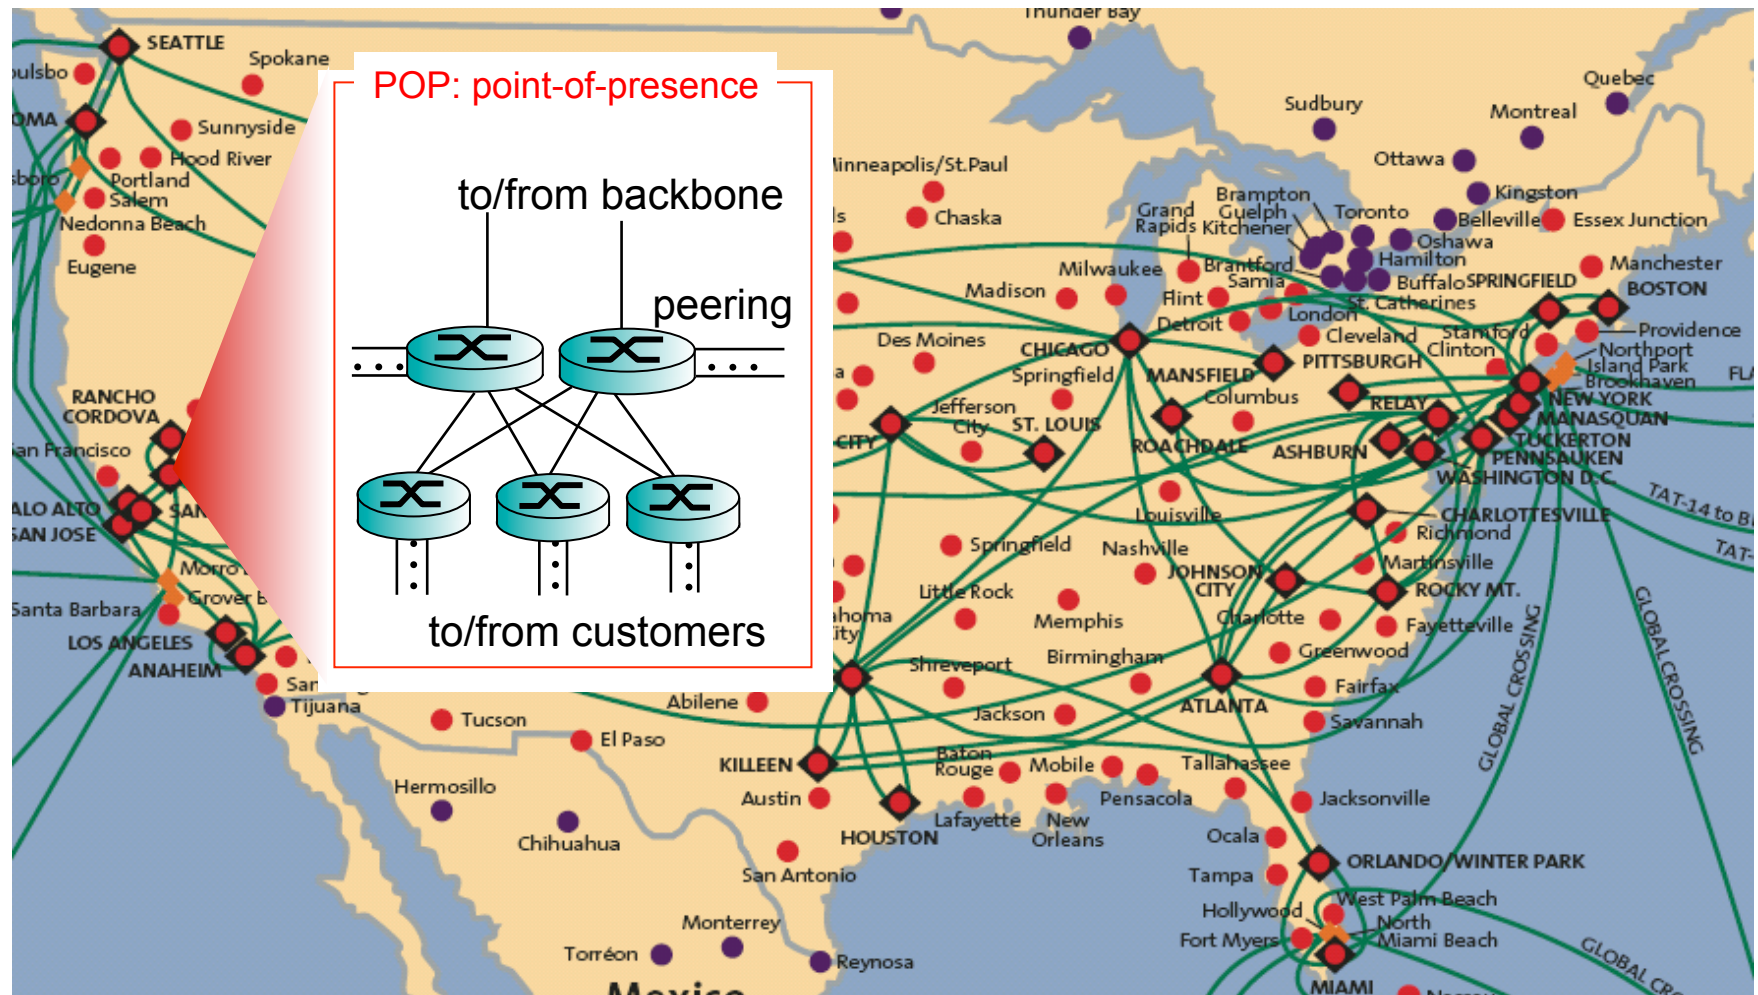 POP: point-of-presence
to/from backbone
peering
to/from customers
Thunder Bay
SEATTLE
Spokane
Sunnyside
Hood River
Portland
Salem
Nedonna Beach
Eugene
RANCHO
CORDOVA
San Francisco
SAN JOSE
Santa Barbara
LOS ANGELES
ANAHEIM
Tijuana
Tucson
El Paso
Hermosillo
Chihuahua
Torréon
Monterrey
Reynosa
Mexico
San Antonio
Austin
KILLEEN
HOUSTON
Abilene
Chaska
Des Moines
Madison
Milwaukee
Grand
Rapids
Flint
Detroit
CHICAGO
Springfield
Jefferson
City
CITY
ST. LOUIS
MANSFIELD
Columbus
ROACHDALE
Louisville
Springfield
Nashville
Little Rock
Memphis
Birmingham
Shreveport
Jackson
Baton
Rouge
Lafayette
New
Orleans
Mobile
Pensacola
Tallahassee
ATLANTA
JOHNSON
CITY
Charlotte
Greenwood
Fairfax
Savannah
Jacksonville
Ocala
Tampa
ORLANDO/WINTER PARK
West Palm Beach
Hollywood
North
Miami Beach
Fort Myers
MIAMI
Fayetteville
ROCKY MT.
Martinsville
Richmond
CHARLOTTESVILLE
WASHINGTON D.C.
ASHBURN
RELAY
PENNSAUKEN
TUCKERTON
MANASQUAN
NEW YORK
Brookhaven
Island Park
Northport
Providence
Stamford
Clinton
PITTSBURGH
Cleveland
London
St. Catherines
Buffalo
SPRINGFIELD
BOSTON
Manchester
Essex Junction
Belleville
Kingston
Ottawa
Montreal
Quebec
Sudbury
Brampton
Guelph
Kitchener
Toronto
Oshawa
Hamilton
Brantford
Samia
GLOBAL CROSSING
GLOBAL CROSSING